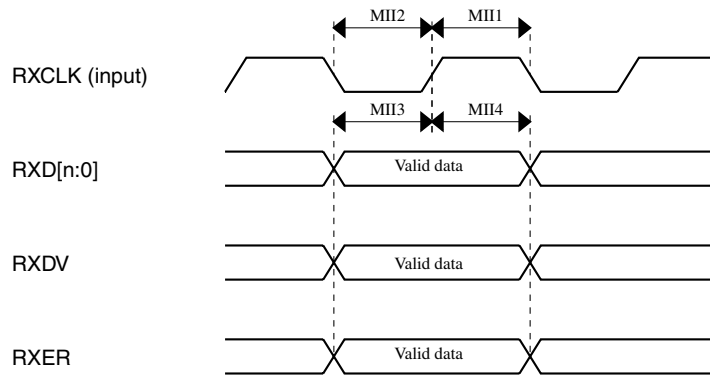 MII2 MII1
RXCLK (input)
MII3 MII4
RXD[n:0] Valid data
RXDV Valid data
RXER Valid data